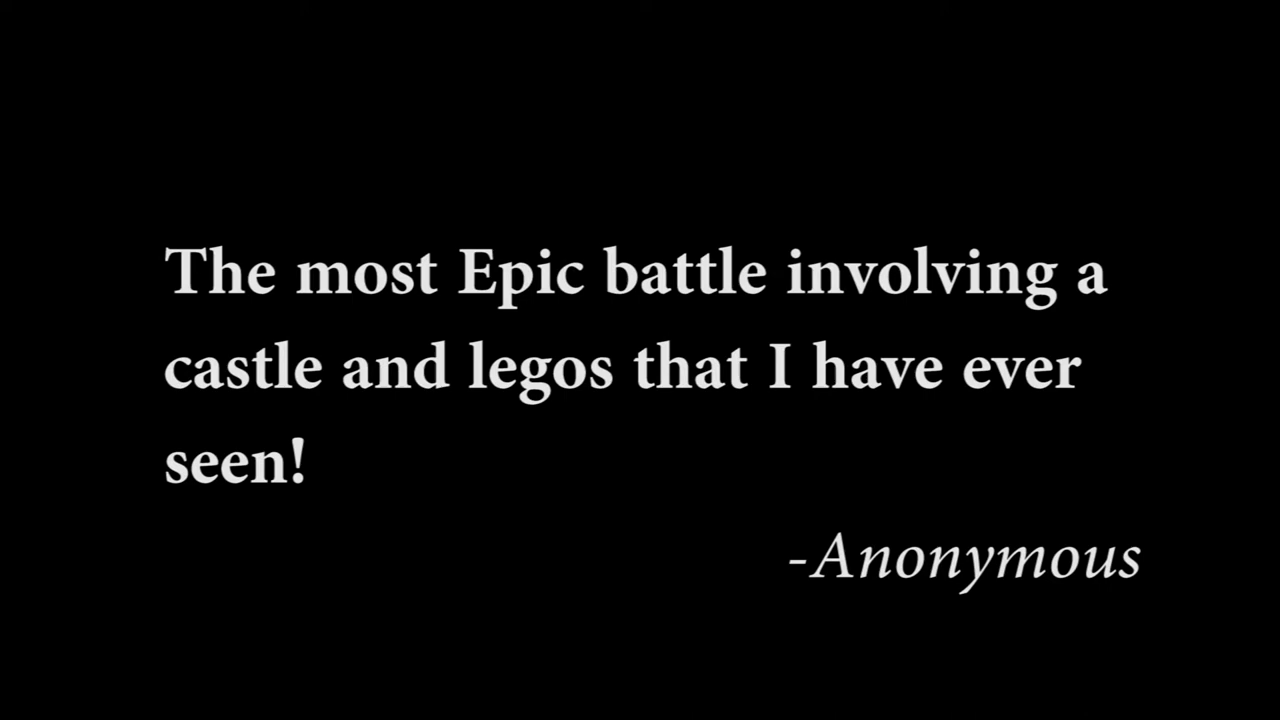 The most Epic battle involving a
castle and legos that I have ever
seen!
-Anonymous